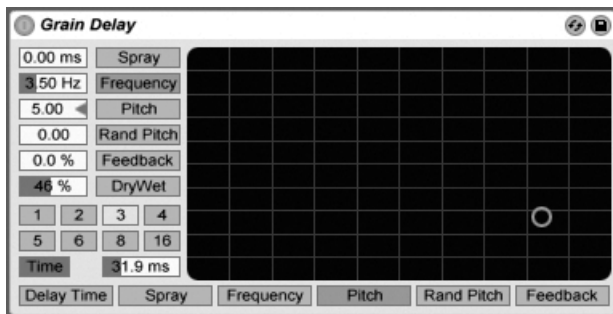 Grain Delay
0.00 ms Spray
3.50 Hz Frequency
5.00 Pitch
0.00 Rand Pitch
0.0 % Feedback
46 % DryWet
1 2 3 4
5 6 8 16
Time 31.9 ms
Delay Time Spray Frequency Pitch Rand Pitch Feedback